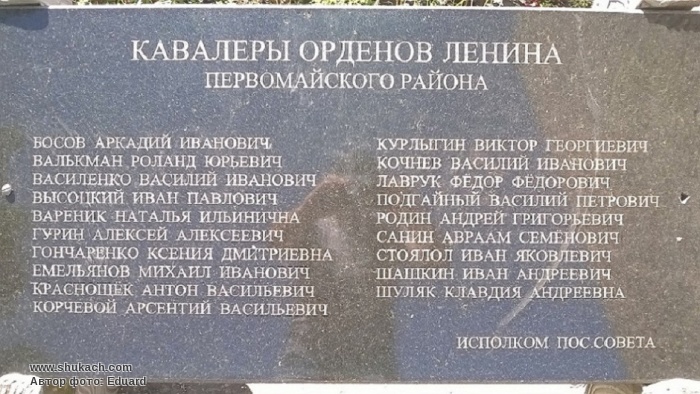 КАВАЛЕРЫ ОРДЕНОВ ЛЕНИНА
ПЕРВОМАЙСКОГО РАЙОНА
БОСОВ АРКАДИЙ ИВАНОВИЧ
ВАЛЬКМАН РОЛАНД ЮРЬЕВИЧ
ВАСИЛЕНКО ВАСИЛИЙ ИВАНОВИЧ
ВЫСОЦКИЙ ИВАН ПАВЛОВИЧ
ВАРЕНИК НАТАЛЬЯ ИЛЬИНИЧНА
ГУРИН АЛЕКСЕЙ АЛЕКСЕЕВИЧ
ГОНЧАРЕНКО КСЕНИЯ ДМИТРИЕВНА
ЕМЕЛЬЯНОВ МИХАИЛ ИВАНОВИЧ
КРАСНОЩЁК АНТОН ВАСИЛЬЕВИЧ
КОРЧЕВОЙ АРСЕНТИЙ ВАСИЛЬЕВИЧ
КУРЛЫГИН ВИКТОР ГЕОРГИЕВИЧ
КОЧНЕВ ВАСИЛИЙ ИВАНОВИЧ
ЛАВРУК ФЁДОР ФЁДОРОВИЧ
ПОДГАЙНЫЙ ВАСИЛИЙ ПЕТРОВИЧ
РОДИН АНДРЕЙ ГРИГОРЬЕВИЧ
САНИН АВРААМ СЕМЁНОВИЧ
СТОЯЛОЛ ИВАН ЯКОВЛЕВИЧ
ШАШКИН ИВАН АНДРЕЕВИЧ
ШУЛЯК КЛАВДИЯ АНДРЕЕВНА
ИСПОЛКОМ ПОС.СОВЕТА
www.shukach.com
Автор фото: Eduard